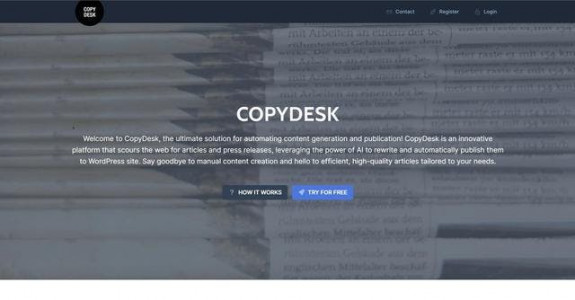 COPY
DESK
Contact
Register
Login
COPYDESK
Welcome to CopyDesk, the ultimate solution for automating content generation and publication! CopyDesk is an innovative
platform that scours the web for articles and press releases, leveraging the power of AI to rewrite and automatically publish them
to WordPress site. Say goodbye to manual content creation and hello to efficient, high-quality articles tailored to your needs.
? HOW IT WORKS
TRY FOR FREE